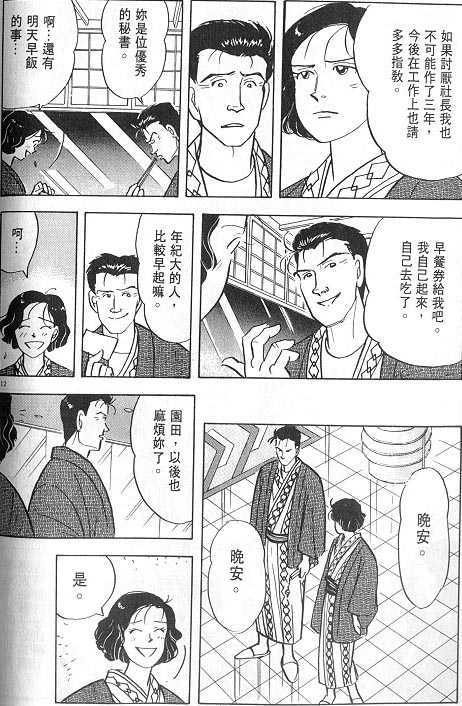 如果討厭社長我也
不可能作了三年，
今後在工作上也請
多多指敎。
妳是位優秀
的秘書。
啊…還有
明天早飯
的事…
早餐券給我吧。
我自己起來，
自己去吃了。
年紀大的人，
比較早起嘛。
呵…
晚安。
晚安。
園田，以後也
麻煩妳了。
是。
12